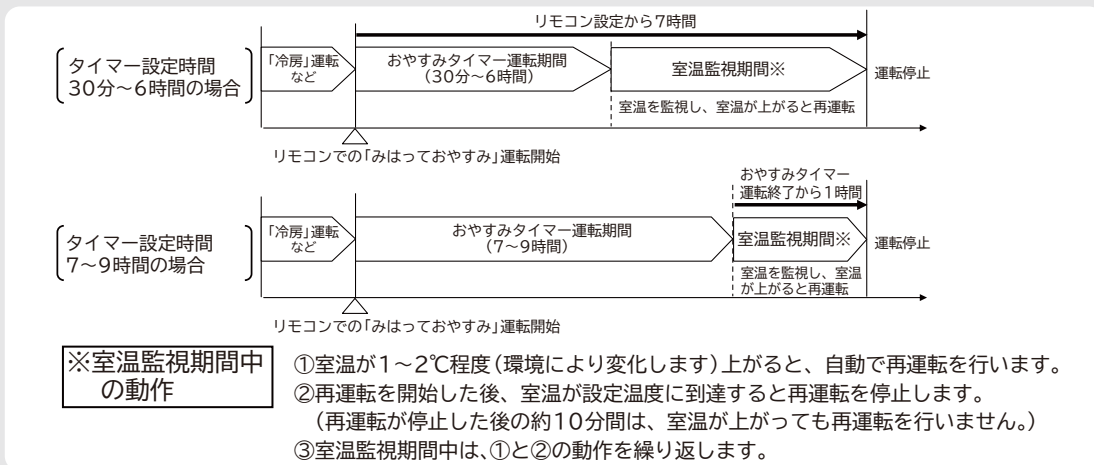 リモコン設定から7時間
タイマー設定時間
30分～6時間の場合
「冷房」運転
など
おやすみタイマー運転期間
（30分～6時間）
室温監視期間※
運転停止
室温を監視し、室温が上がると再運転
リモコンでの「みはっておやすみ」運転開始
おやすみタイマー
運転終了から1時間
タイマー設定時間
7～9時間の場合
「冷房」運転
など
おやすみタイマー運転期間
（7～9時間）
室温監視期間※
運転停止
室温を監視し、室温
が上がると再運転
リモコンでの「みはっておやすみ」運転開始
※室温監視期間中
の動作
①室温が1～2℃程度（環境により変化します）上がると、自動で再運転を行います。
②再運転を開始した後、室温が設定温度に到達すると再運転を停止します。
（再運転が停止した後の約10分間は、室温が上がっても再運転を行いません。）
③室温監視期間中は、①と②の動作を繰り返します。